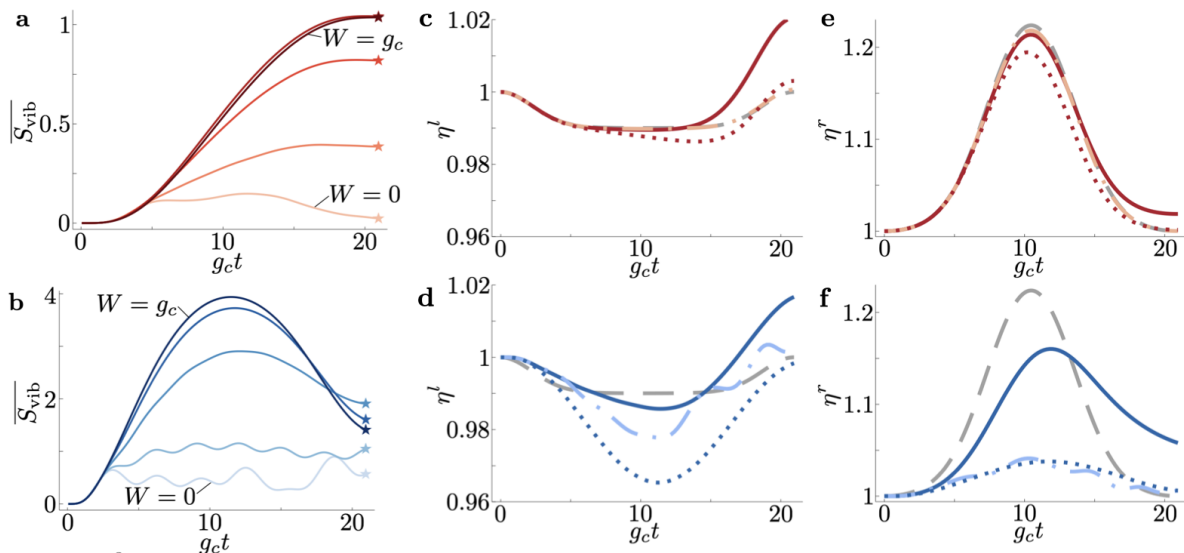 a
1
0.5
0
S_vib
W = g_c
W = 0
0
10
20
g_c t
c
1.02
1
0.98
0.96
η^l
0
10
20
g_c t
e
1.2
1.1
1
η^r
0
10
20
g_c t
b
4
2
0
S_vib
W = g_c
W = 0
0
10
20
g_c t
d
1.02
1
0.98
0.96
η^l
0
10
20
g_c t
f
1.2
1.1
1
η^r
0
10
20
g_c t